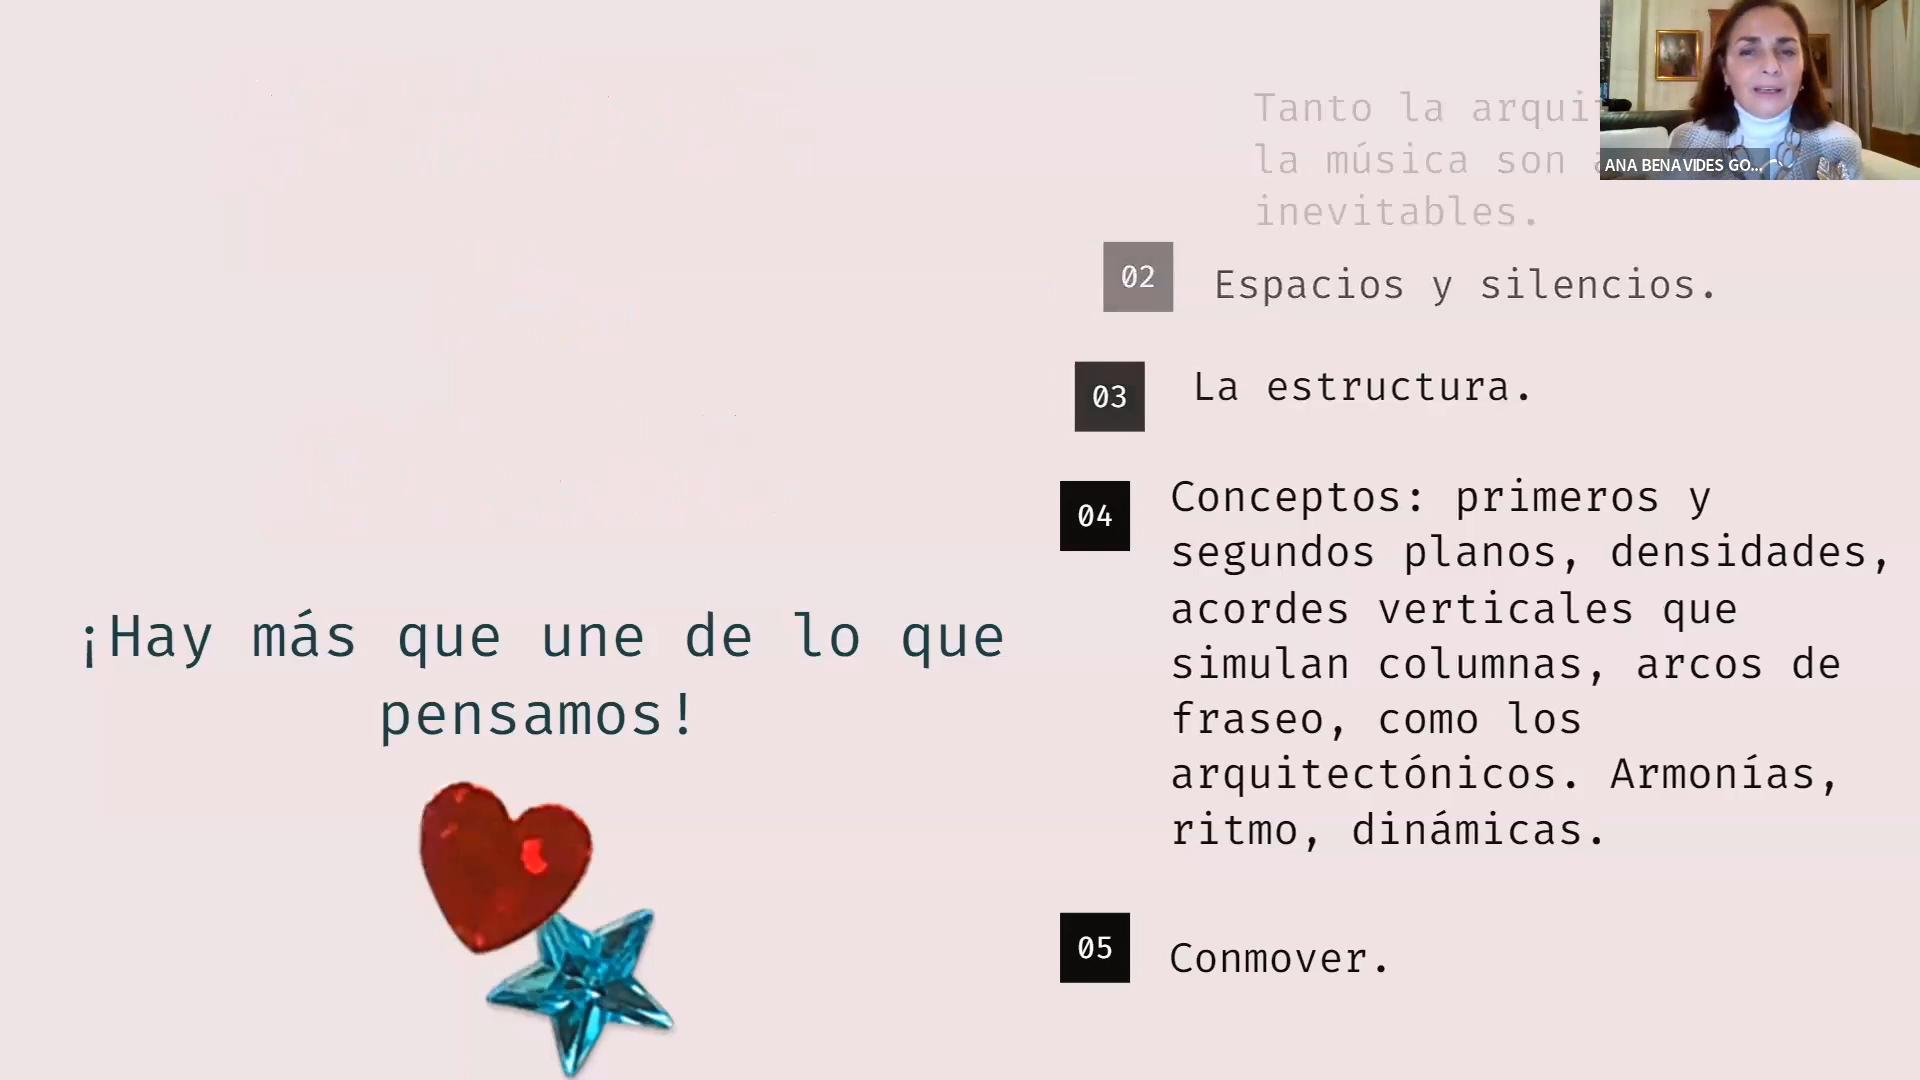 ¡Hay más que une de lo que
pensamos!
Tanto la
la música son
inevitables.
02
Espacios y silencios.
03
La estructura.
04
Conceptos: primeros y
segundos planos, densidades,
acordes verticales que
simulan columnas, arcos de
fraseo, como los
arquitectónicos. Armonías,
ritmo, dinámicas.
05
Conmover.
ANA BENAVIDES GO...